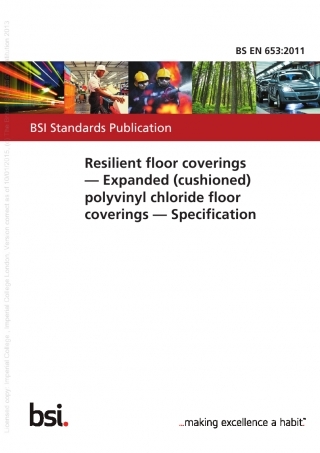 BS EN 653:2011
BSI Standards Publication
Resilient floor coverings
— Expanded (cushioned)
polyvinyl chloride floor
coverings — Specification
bsi.
...making excellence a habit.™